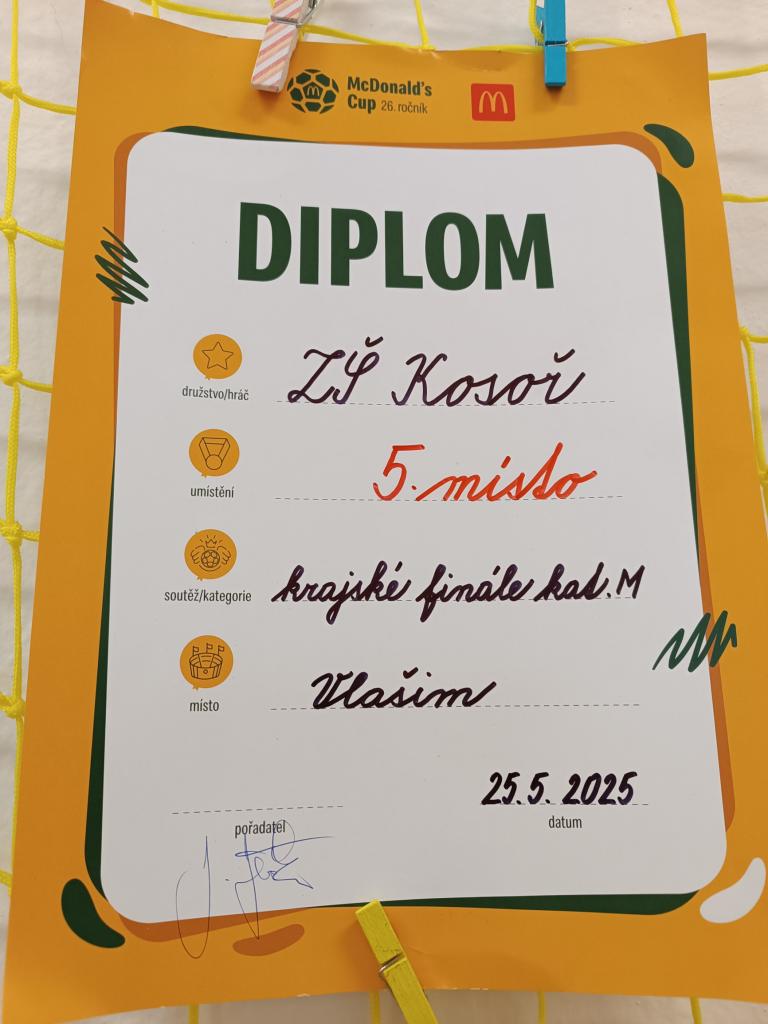 McDonald's
Cup 26. ročník
DIPLOM
družstvo/hráč ZŠ Kosoř
umístění 5. místo
soutěž/kategorie krajské finále kat. M
místo Vlašim
25.5. 2025
pořadatel datum